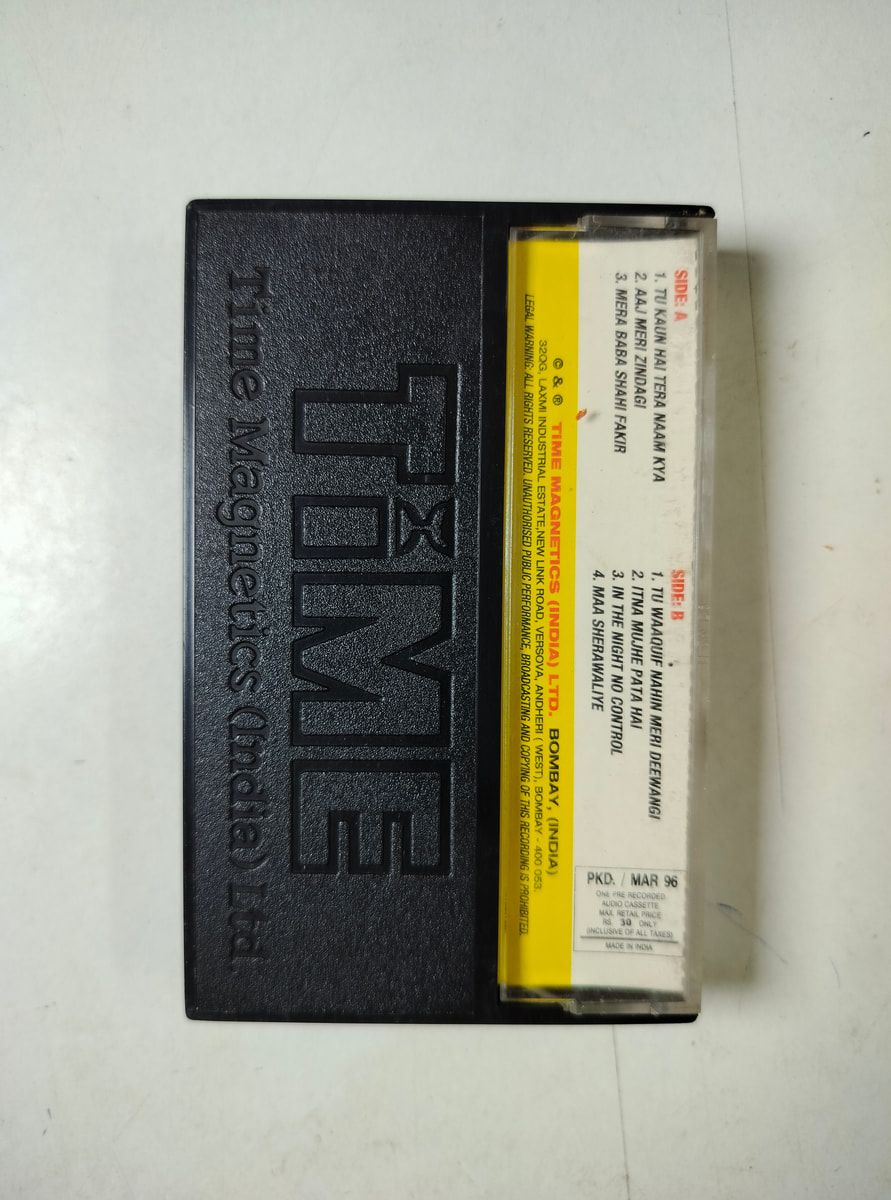 SIDE: A
1. TU KAUN HAI TERA NAAM KYA
2. AAJ MERI ZINDAGI
3. MERA BABA SHAHI FAKIR
SIDE: B
1. TU WAAQUIF NAHIN MERI DEEWANGI
2. ITNA MUJHE PATA HAI
3. IN THE NIGHT NO CONTROL
4. MAA SHERAWALIYE
PKD. / MAR 96
ONE PRE RECORDED
AUDIO CASSETTE
MAX. RETAIL PRICE
RS. 30 ONLY
(INCLUSIVE OF ALL TAXES)
MADE IN INDIA
© & ® TIME MAGNETICS (INDIA) LTD. BOMBAY, (INDIA)
32QG, LAXMI INDUSTRIAL ESTATE, NEW LINK ROAD, VERSOVA, ANDHERI ( WEST), BOMBAY - 400 053.
LEGAL WARNING: ALL RIGHTS RESERVED. UNAUTHORISED PUBLIC PERFORMANCE, BROADCASTING AND COPYING OF THIS RECORDING IS PROHIBITED.
TIME
Time Magnetics (India) Ltd